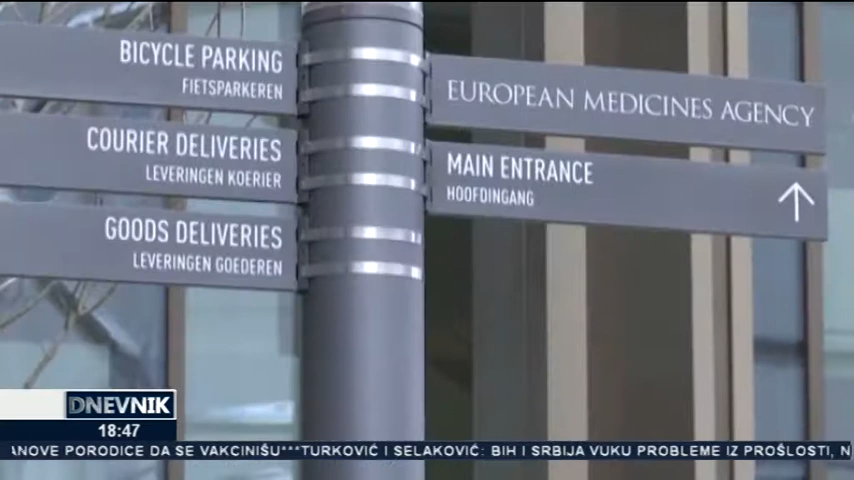 BICYCLE PARKING
FIETSPARKEREN
COURIER DELIVERIES
LEVERINGEN KOERIER
GOODS DELIVERIES
LEVERINGEN GOEDEREN
EUROPEAN MEDICINES AGENCY
MAIN ENTRANCE
HOOFDINGANG
DNEVNIK
18:47
PORODICE DA SE VAKCINIŠU***TURKOVIĆ I SELAKOVIĆ: BIH I SRBIJA VUKU PROBLEME IZ PROŠLOSTI,